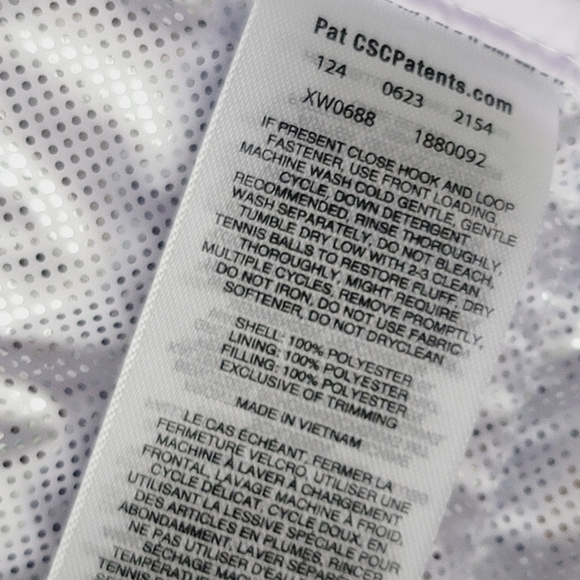 Pat CSCPatents.com
124 0623 2154
XW0688 1880092
IF PRESENT CLOSE HOOK AND LOOP
FASTENER, USE FRONT LOADING,
MACHINE WASH COLD GENTLE, GENTLE
CYCLE, DOWN DETERGENT
RECOMMENDED, RINSE THOROUGHLY,
WASH SEPARATELY, DO NOT BLEACH,
TUMBLE DRY LOW WITH 2-3 CLEAN
TENNIS BALLS TO RESTORE FLUFF, DRY
THOROUGHLY, MIGHT REQUIRE
MULTIPLE CYCLES, REMOVE PROMPTLY,
DO NOT IRON, DO NOT USE FABRIC
SOFTENER, DO NOT DRYCLEAN
SHELL: 100% POLYESTER
LINING: 100% POLYESTER
FILLING: 100% POLYESTER
EXCLUSIVE OF TRIMMING
MADE IN VIETNAM
LE CAS ÉCHÉANT, FERMER LA
FERMETURE VELCRO, UTILISER UNE
MACHINE À LAVER À CHARGEMENT
FRONTAL, LAVAGE MACHINE À FROID,
CYCLE DÉLICAT, CYCLE DOUX, EN
UTILISANT LA LESSIVE SPÉCIALE POUR
DES ARTICLES EN PLUMES, RINCER
ABONDAMMENT, LAVER SÉPARÉ
NE PAS UTILISER D'EAU
SÉCHAGE MAC
TEMPÉRATURE
TENNIS